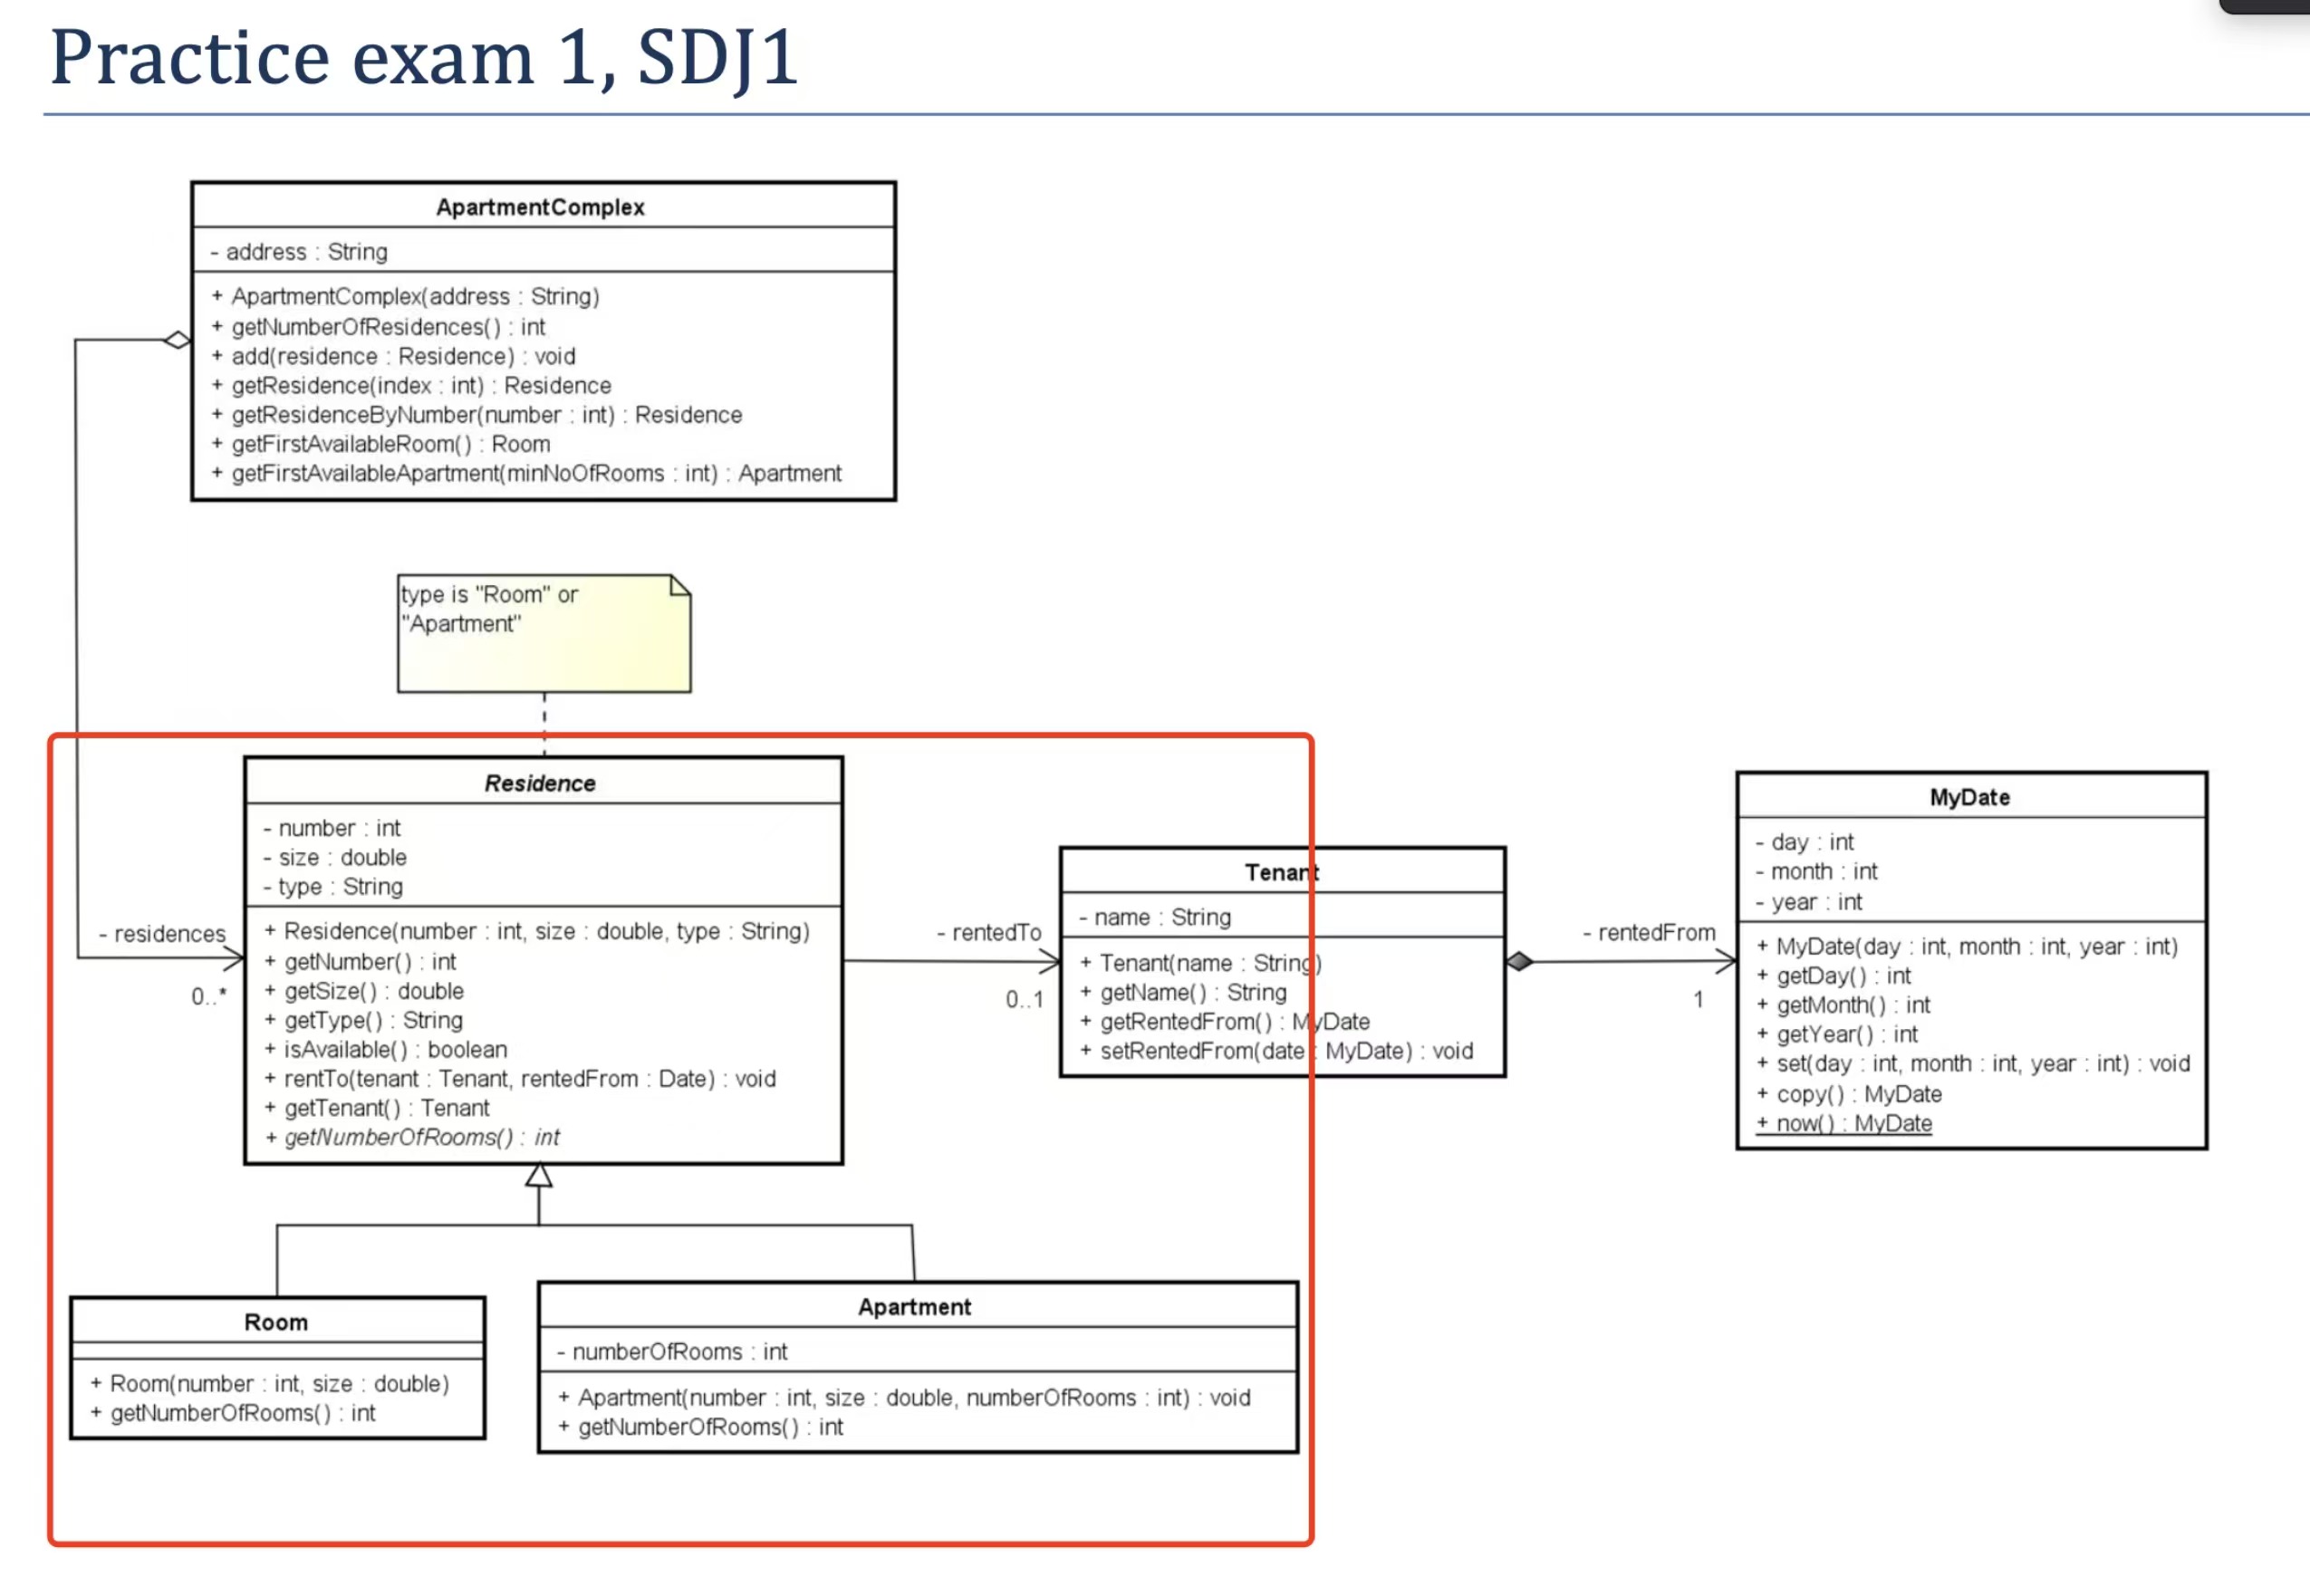 Practice exam 1, SDJ1
ApartmentComplex
- address : String
+ ApartmentComplex(address : String)
+ getNumberOfResidences() : int
+ add(residence : Residence) : void
+ getResidence(index : int) : Residence
+ getResidenceByNumber(number : int) : Residence
+ getFirstAvailableRoom() : Room
+ getFirstAvailableApartment(minNoOfRooms : int) : Apartment
type is "Room" or
"Apartment"
- residences
0..*
Residence
- number : int
- size : double
- type : String
+ Residence(number : int, size : double, type : String)
+ getNumber() : int
+ getSize() : double
+ getType() : String
+ isAvailable() : boolean
+ rentTo(tenant : Tenant, rentedFrom : Date) : void
+ getTenant() : Tenant
+ getNumberOfRooms() : int
- rentedTo
0..1
Tenant
- name : String
+ Tenant(name : String)
+ getName() : String
+ getRentedFrom() : MyDate
+ setRentedFrom(date : MyDate) : void
- rentedFrom
1
MyDate
- day : int
- month : int
- year : int
+ MyDate(day : int, month : int, year : int)
+ getDay() : int
+ getMonth() : int
+ getYear() : int
+ set(day : int, month : int, year : int) : void
+ copy() : MyDate
+ now() : MyDate
Room
+ Room(number : int, size : double)
+ getNumberOfRooms() : int
Apartment
- numberOfRooms : int
+ Apartment(number : int, size : double, numberOfRooms : int) : void
+ getNumberOfRooms() : int